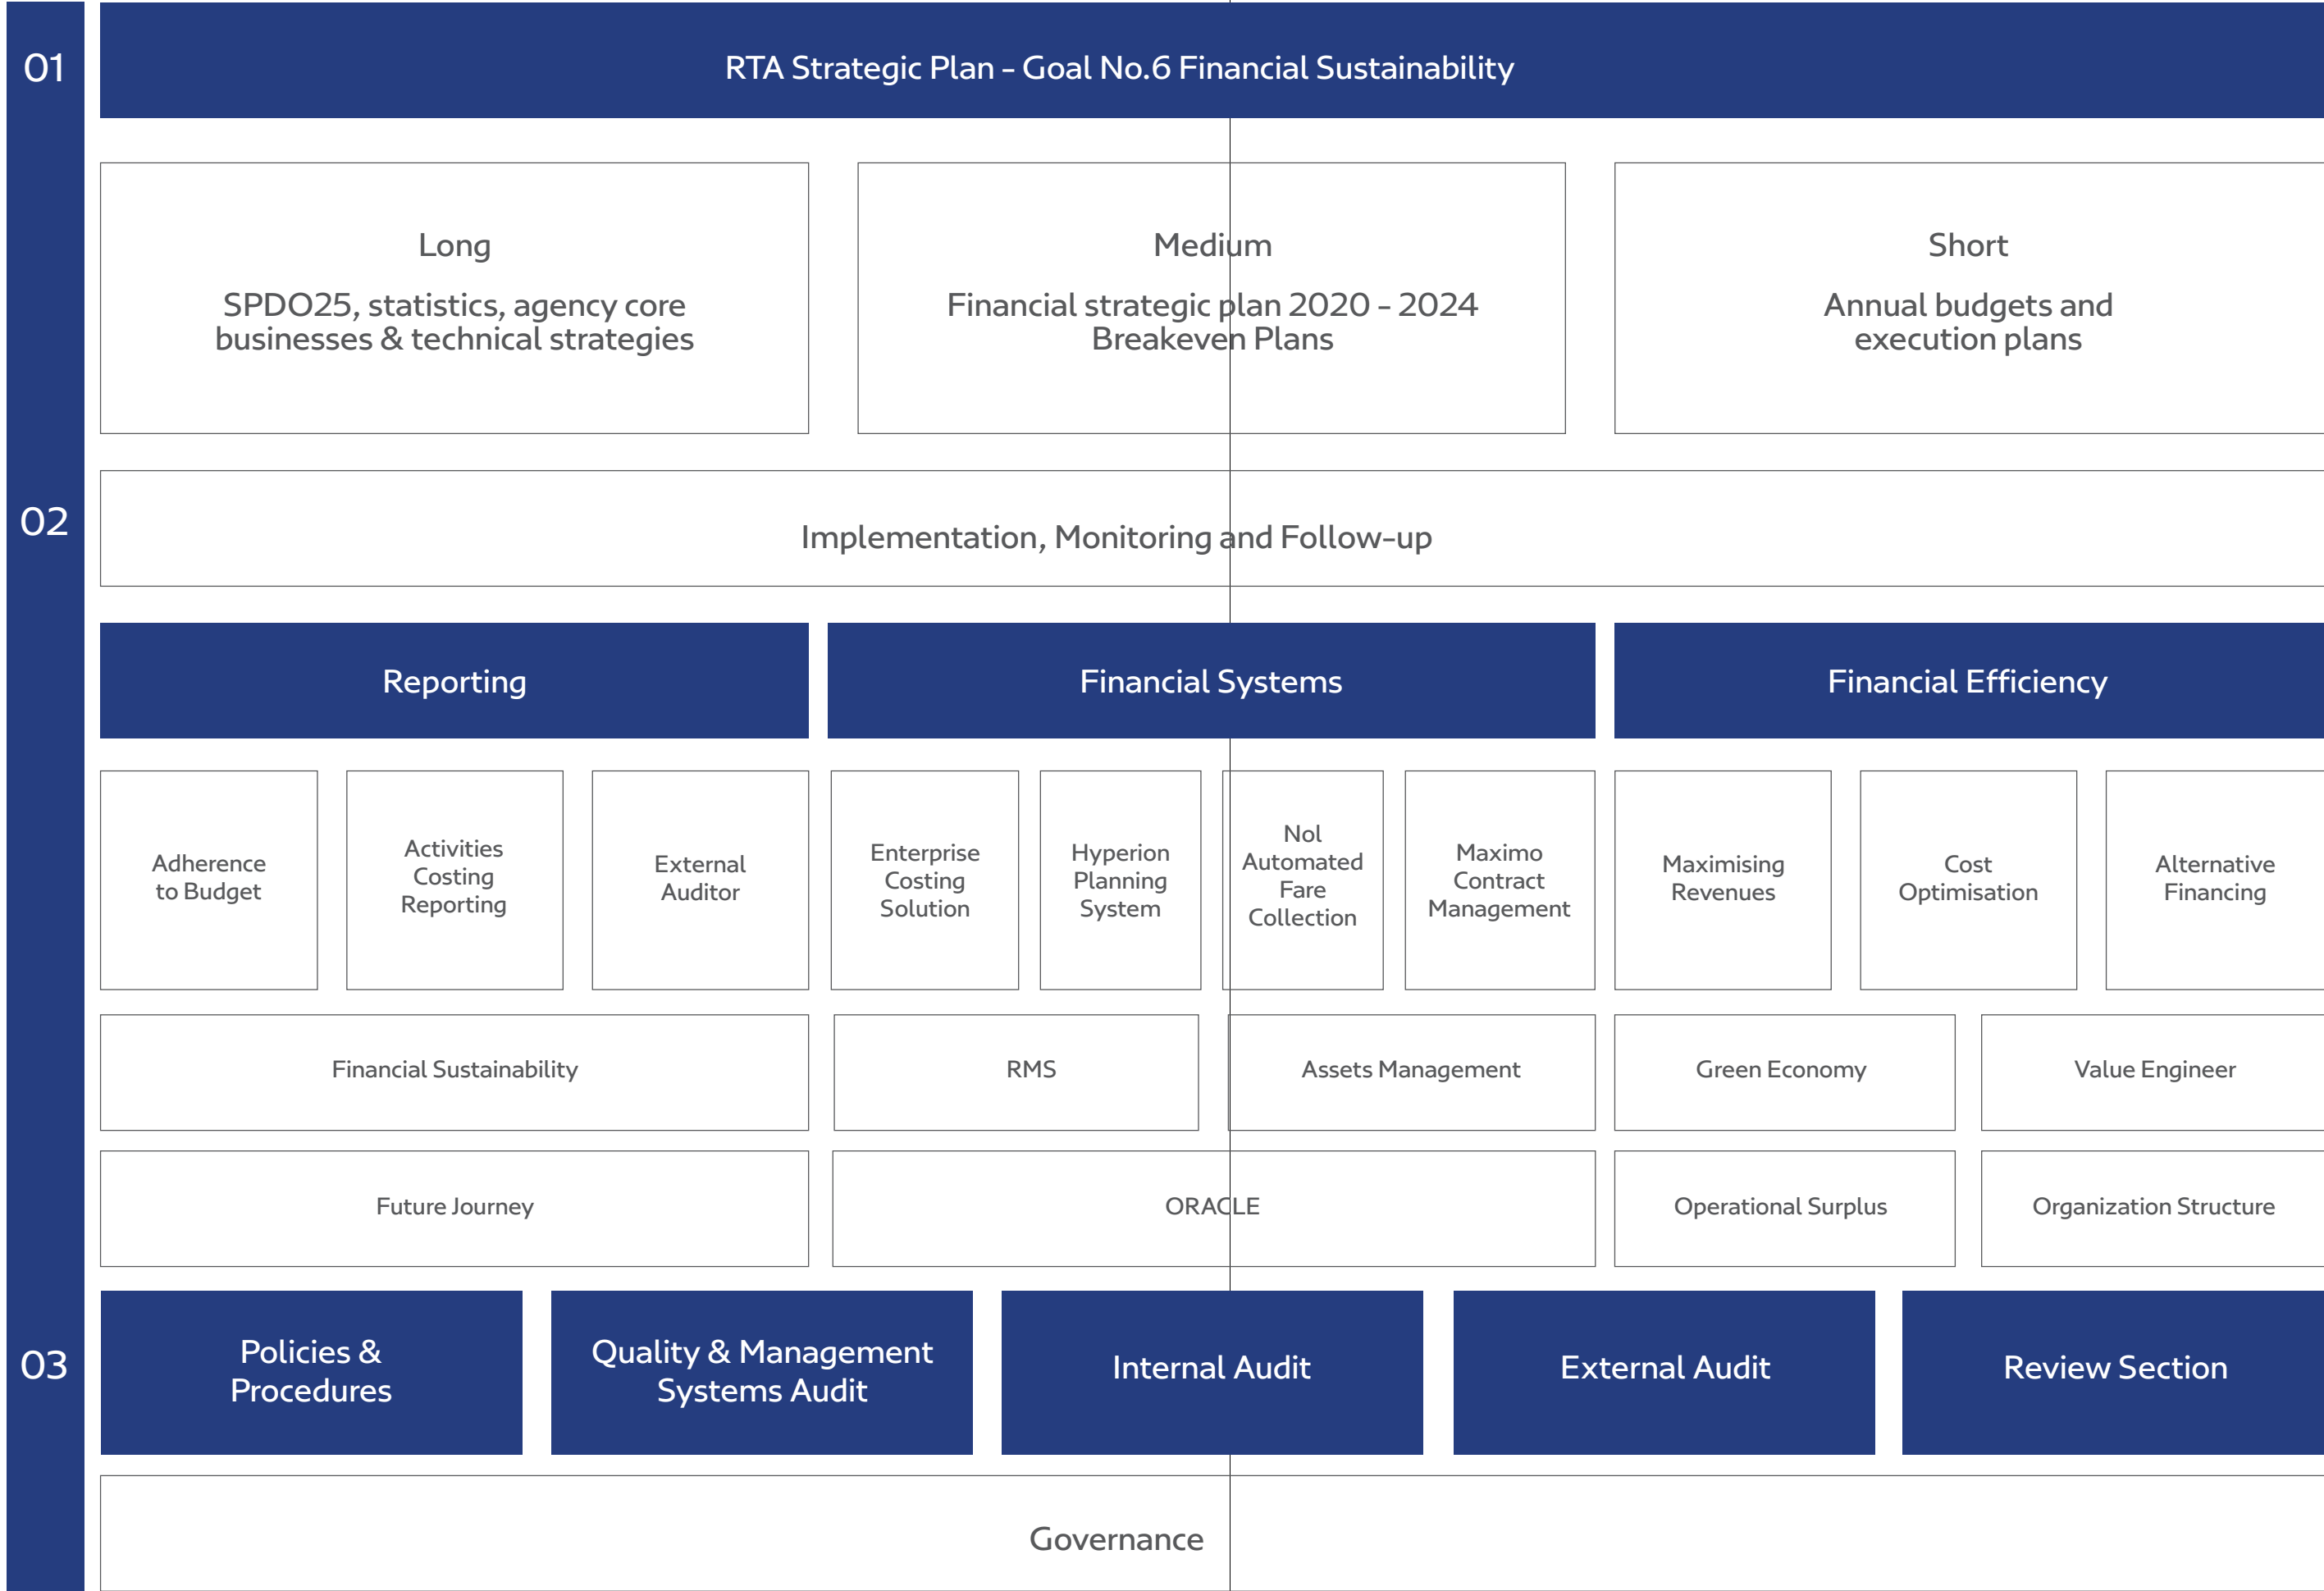 01
RTA Strategic Plan - Goal No.6 Financial Sustainability
Long
SPDO25, statistics, agency core
businesses & technical strategies
Medium
Financial strategic plan 2020 - 2024
Breakeven Plans
Short
Annual budgets and
execution plans
02
Implementation, Monitoring and Follow-up
Reporting
Financial Systems
Financial Efficiency
Adherence
to Budget
Activities
Costing
Reporting
External
Auditor
Enterprise
Costing
Solution
Hyperion
Planning
System
Nol
Automated
Fare
Collection
Maximo
Contract
Management
Maximising
Revenues
Cost
Optimisation
Alternative
Financing
Financial Sustainability
RMS
Assets Management
Green Economy
Value Engineer
Future Journey
ORACLE
Operational Surplus
Organization Structure
03
Policies &
Procedures
Quality & Management
Systems Audit
Internal Audit
External Audit
Review Section
Governance